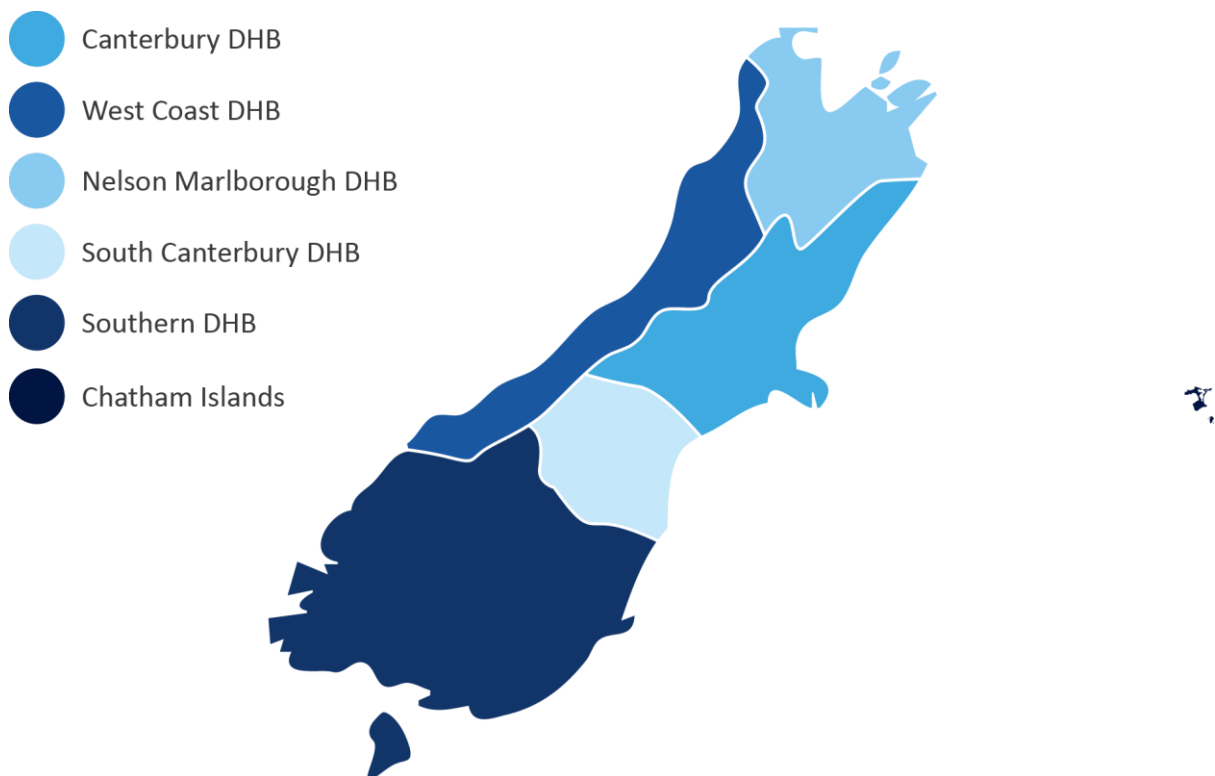 Canterbury DHB
West Coast DHB
Nelson Marlborough DHB
South Canterbury DHB
Southern DHB
Chatham Islands